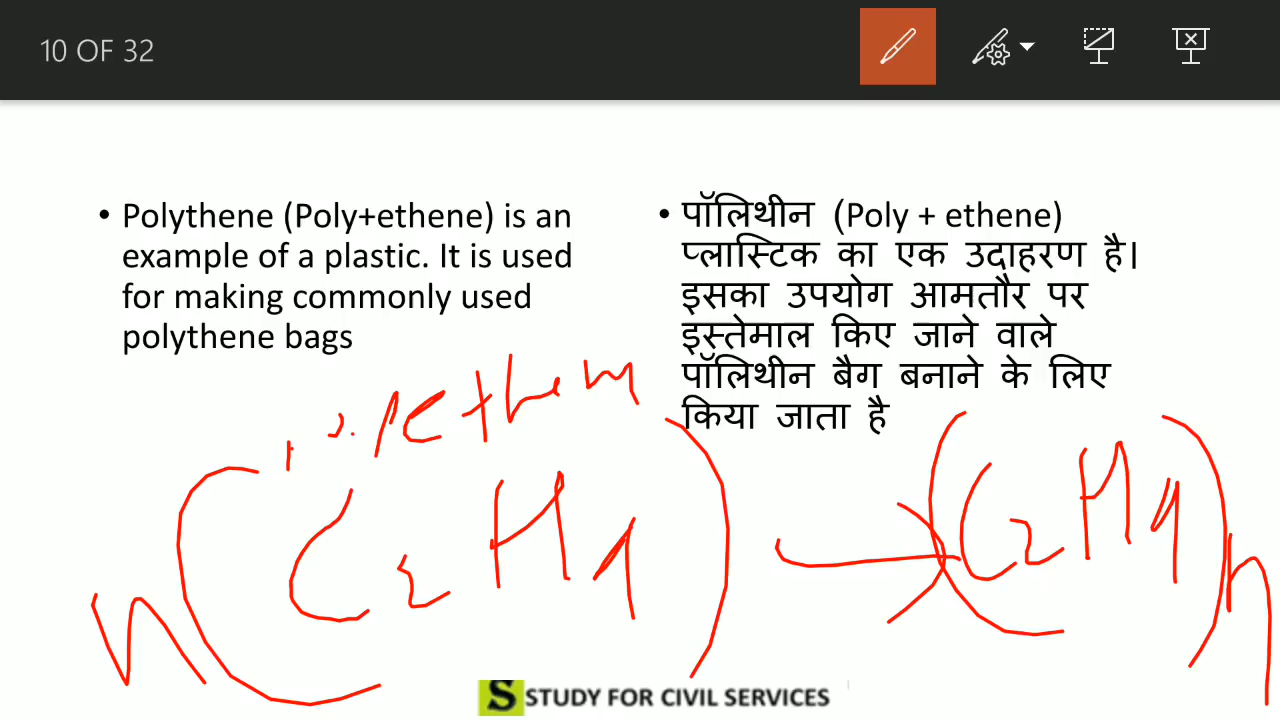 10 OF 32
• Polythene (Poly+ethene) is an
example of a plastic. It is used
for making commonly used
polythene bags
• पॉलिथीन (Poly + ethene)
प्लास्टिक का एक उदाहरण है।
इसका उपयोग आमतौर पर
इस्तेमाल किए जाने वाले
पॉलिथीन बैग बनाने के लिए
किया जाता है
n(C2H4) → (C2H4)n
S STUDY FOR CIVIL SERVICES